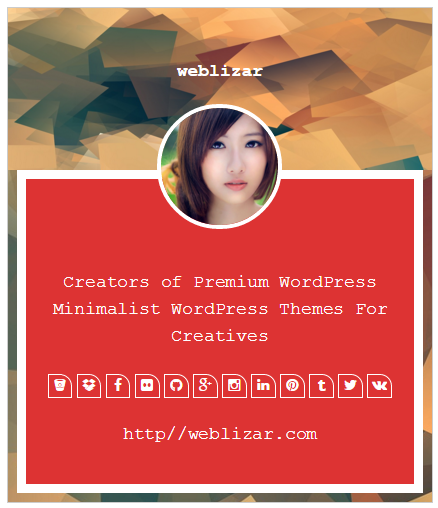 weblizar
Creators of Premium WordPress
Minimalist WordPress Themes For
Creatives
http//weblizar.com